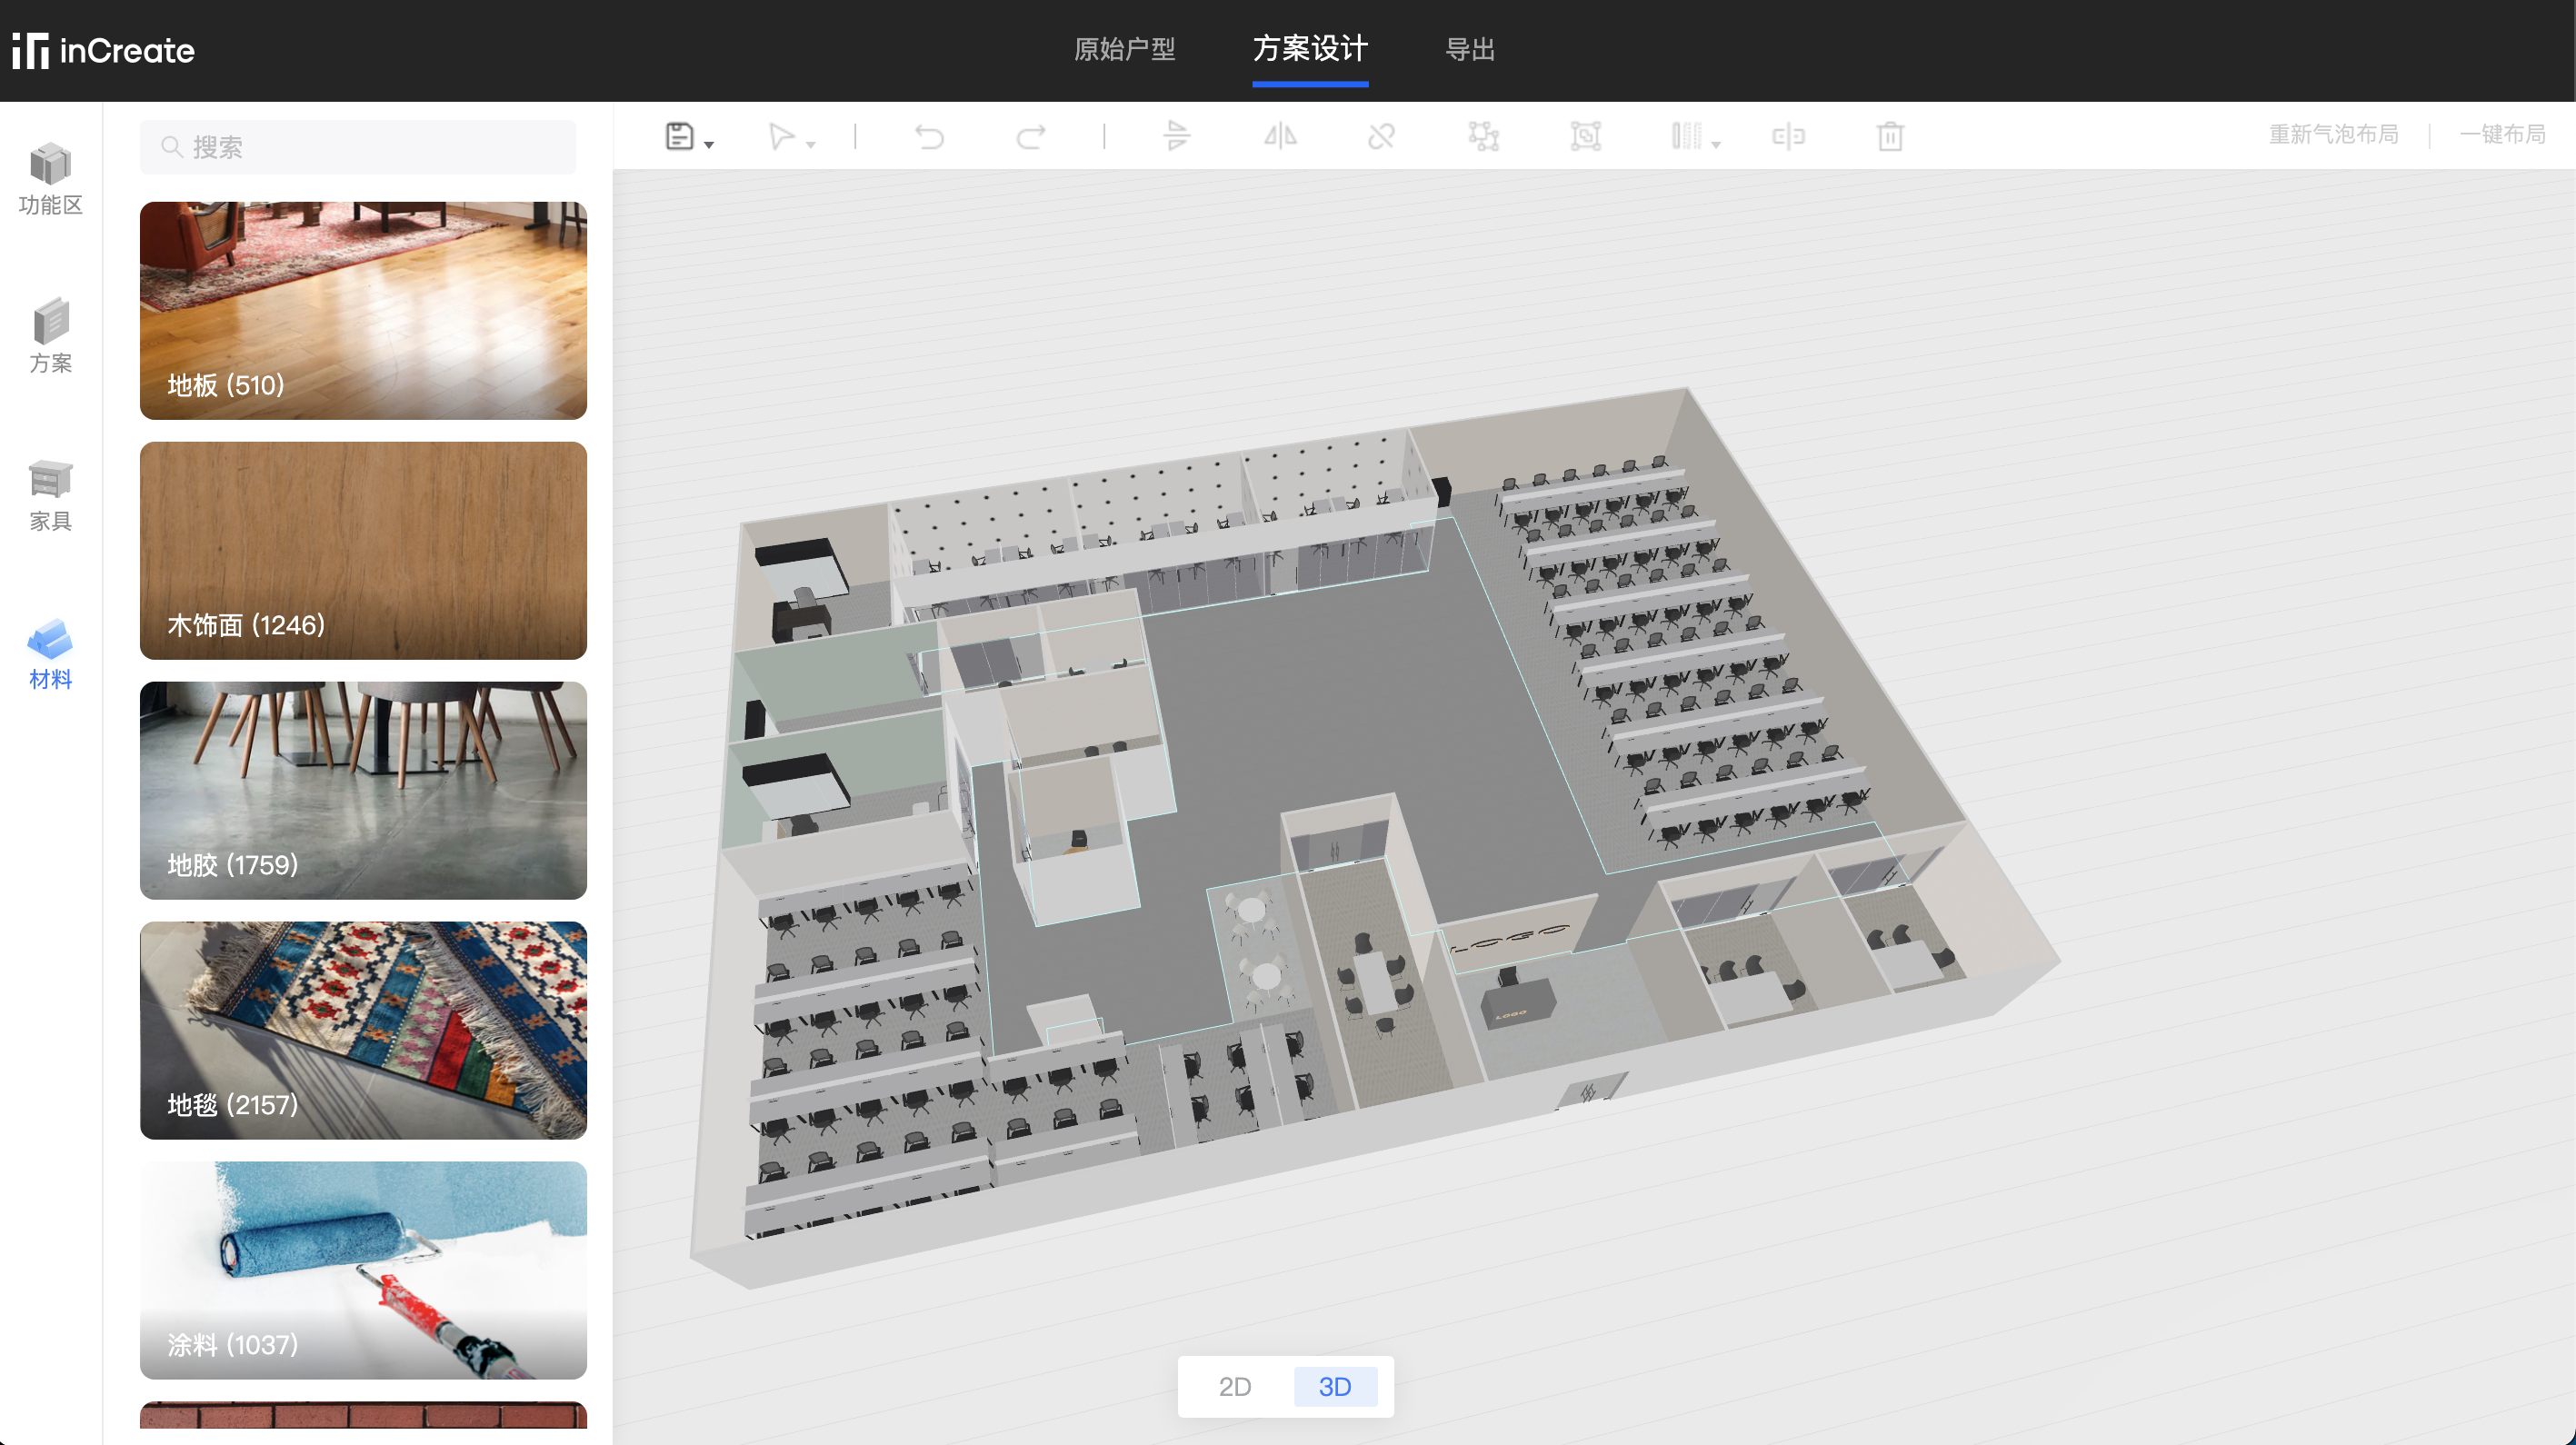 inCreate
原始户型
方案设计
导出
搜索
重新气泡布局
一键布局
功能区
方案
家具
材料
地板 (510)
木饰面 (1246)
地胶 (1759)
地毯 (2157)
涂料 (1037)
LOGO
LOGO
2D
3D